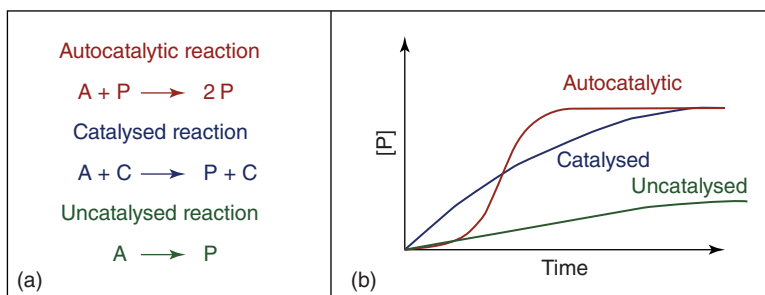 Autocatalytic reaction
A + P ⟶ 2 P
Catalysed reaction
A + C ⟶ P + C
Uncatalysed reaction
A ⟶ P
(a)
[P]
Autocatalytic
Catalysed
Uncatalysed
Time
(b)